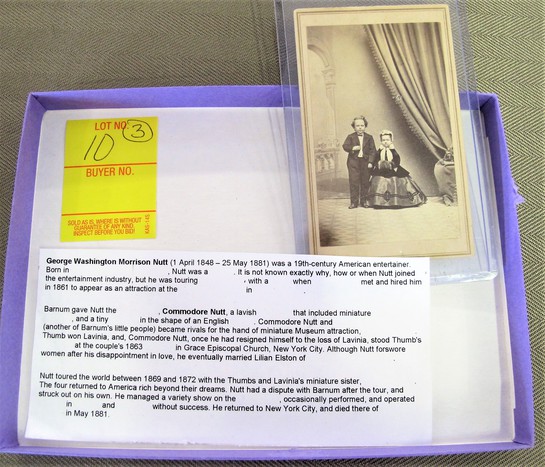 LOT NO. 3
10
BUYER NO.
SOLD AS IS, WHERE IS WITHOUT
GUARANTEE OF ANY KIND.
INSPECT BEFORE YOU BID!
George Washington Morrison Nutt (1 April 1848 – 25 May 1881) was a 19th-century American entertainer.
Born in , Nutt was a . It is not known exactly why, how or when Nutt joined
the entertainment industry, but he was touring , with a when met and hired him
in 1861 to appear as an attraction at the in
Barnum gave Nutt the , Commodore Nutt, a lavish that included miniature
, and a tiny in the shape of an English . Commodore Nutt and
(another of Barnum's little people) became rivals for the hand of miniature Museum attraction,
Thumb won Lavinia, and, Commodore Nutt, once he had resigned himself to the loss of Lavinia, stood Thumb's
at the couple's 1863 in Grace Episcopal Church, New York City. Although Nutt forswore
women after his disappointment in love, he eventually married Lilian Elston of
Nutt toured the world between 1869 and 1872 with the Thumbs and Lavinia's miniature sister,
The four returned to America rich beyond their dreams. Nutt had a dispute with Barnum after the tour, and
struck out on his own. He managed a variety show on the , occasionally performed, and operated
in and without success. He returned to New York City, and died there of
in May 1881.